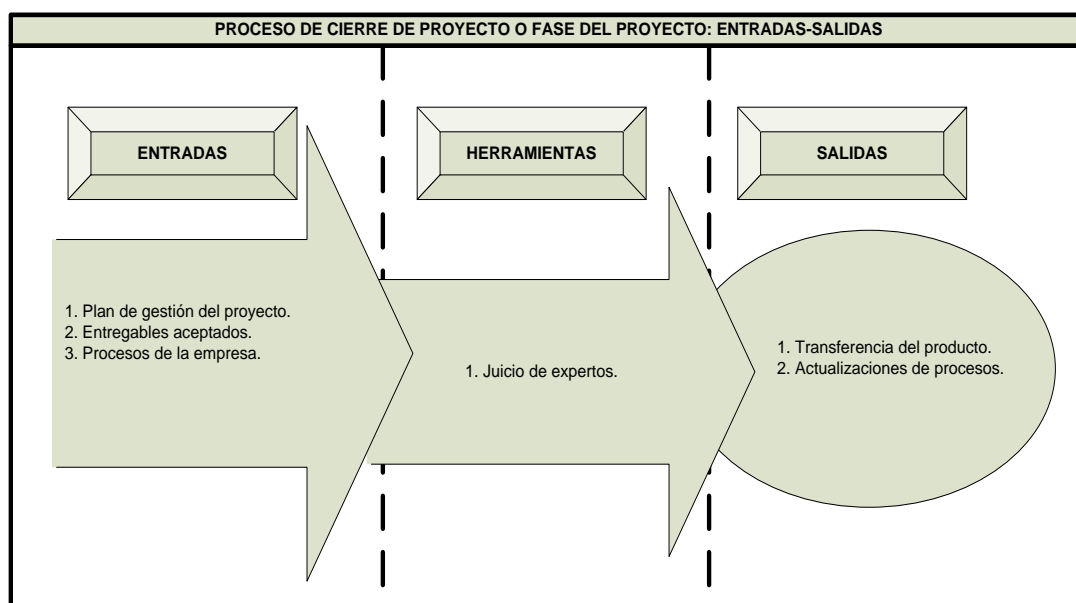 PROCESO DE CIERRE DE PROYECTO O FASE DEL PROYECTO: ENTRADAS-SALIDAS
ENTRADAS
HERRAMIENTAS
SALIDAS
1. Plan de gestión del proyecto.
2. Entregables aceptados.
3. Procesos de la empresa.
1. Juicio de expertos.
1. Transferencia del producto.
2. Actualizaciones de procesos.